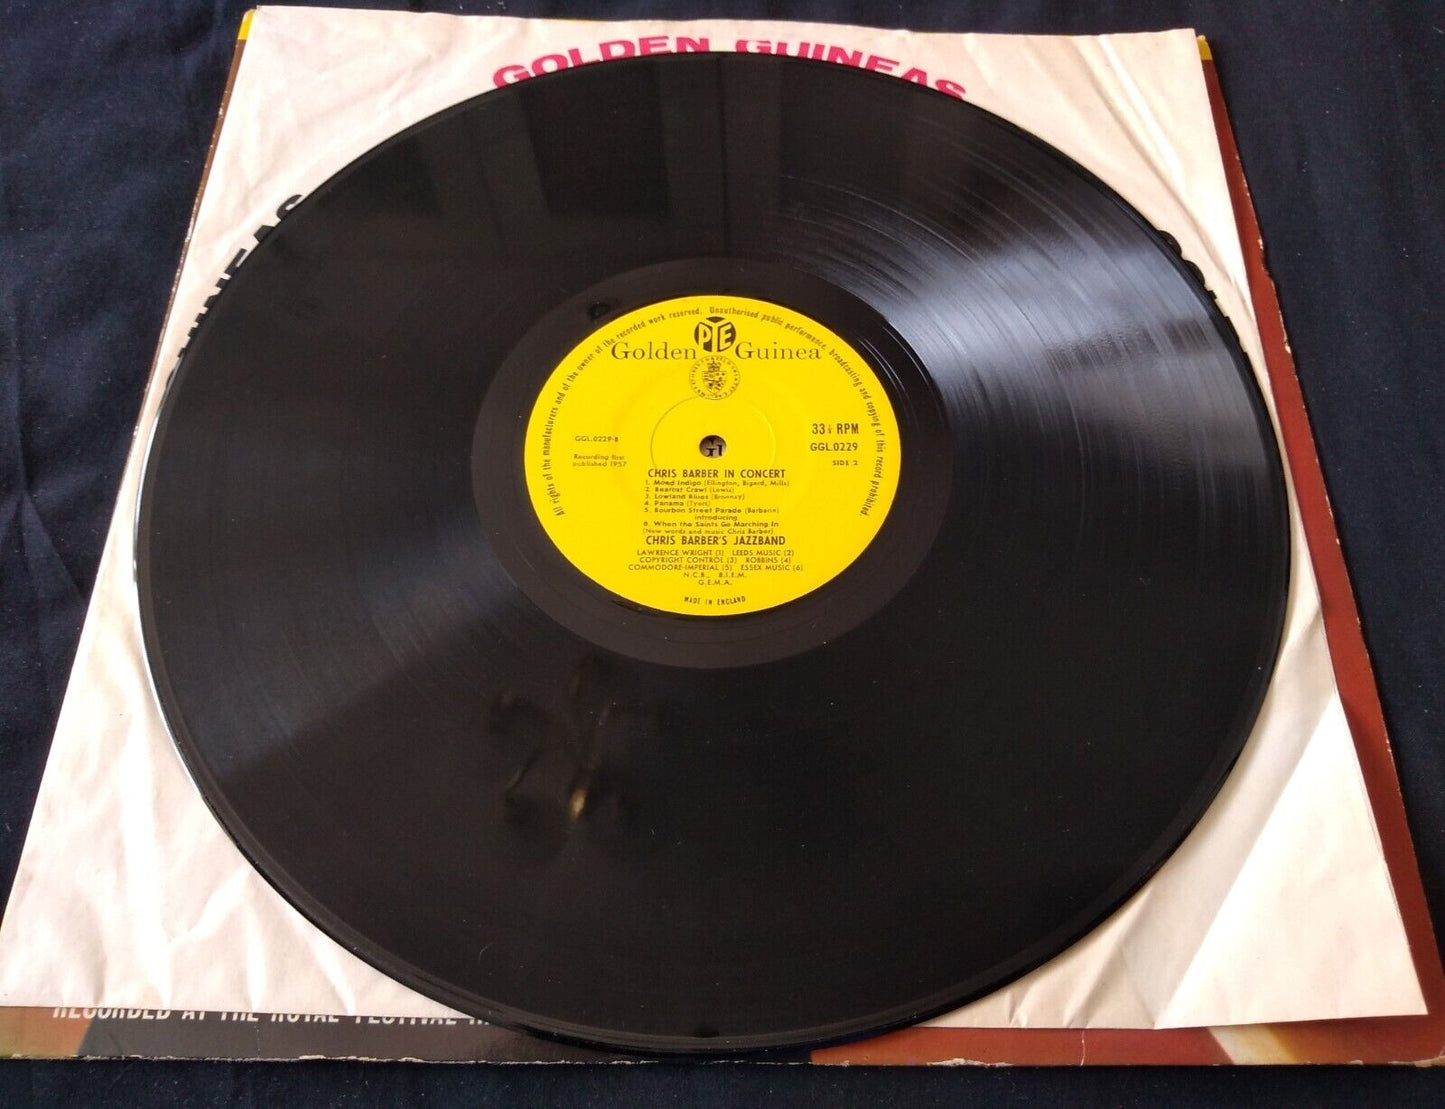 GOLDEN GUINEAS
GUINEAS
All rights of the manufacturers and of the owner of the recorded work reserved. Unauthorised public performance, broadcasting and copying of this record prohibited.
PYE
Golden Guinea
33⅓ RPM
GGL.0229-B
GGL.0229
Recording first
published 1957
SIDE 2
CHRIS BARBER IN CONCERT
1. Mood Indigo (Ellington, Bigard, Mills)
2. Bearcat Crawl (Lewis)
3. Lowland Blues (Bronnay)
4. Panama (Tyers)
5. Bourbon Street Parade (Barbarin)
introducing
6. When the Saints Go Marching In
(New words and music Chris Barber)
CHRIS BARBER'S JAZZBAND
LAWRENCE WRIGHT (1) LEEDS MUSIC (2)
COPYRIGHT CONTROL (3) ROBBINS (4)
COMMODORE-IMPERIAL (5) ESSEX MUSIC (6)
N.C.B., B.I.E.M.
G.E.M.A.
MADE IN ENGLAND
RECORDED AT THE ROYAL FESTIVAL